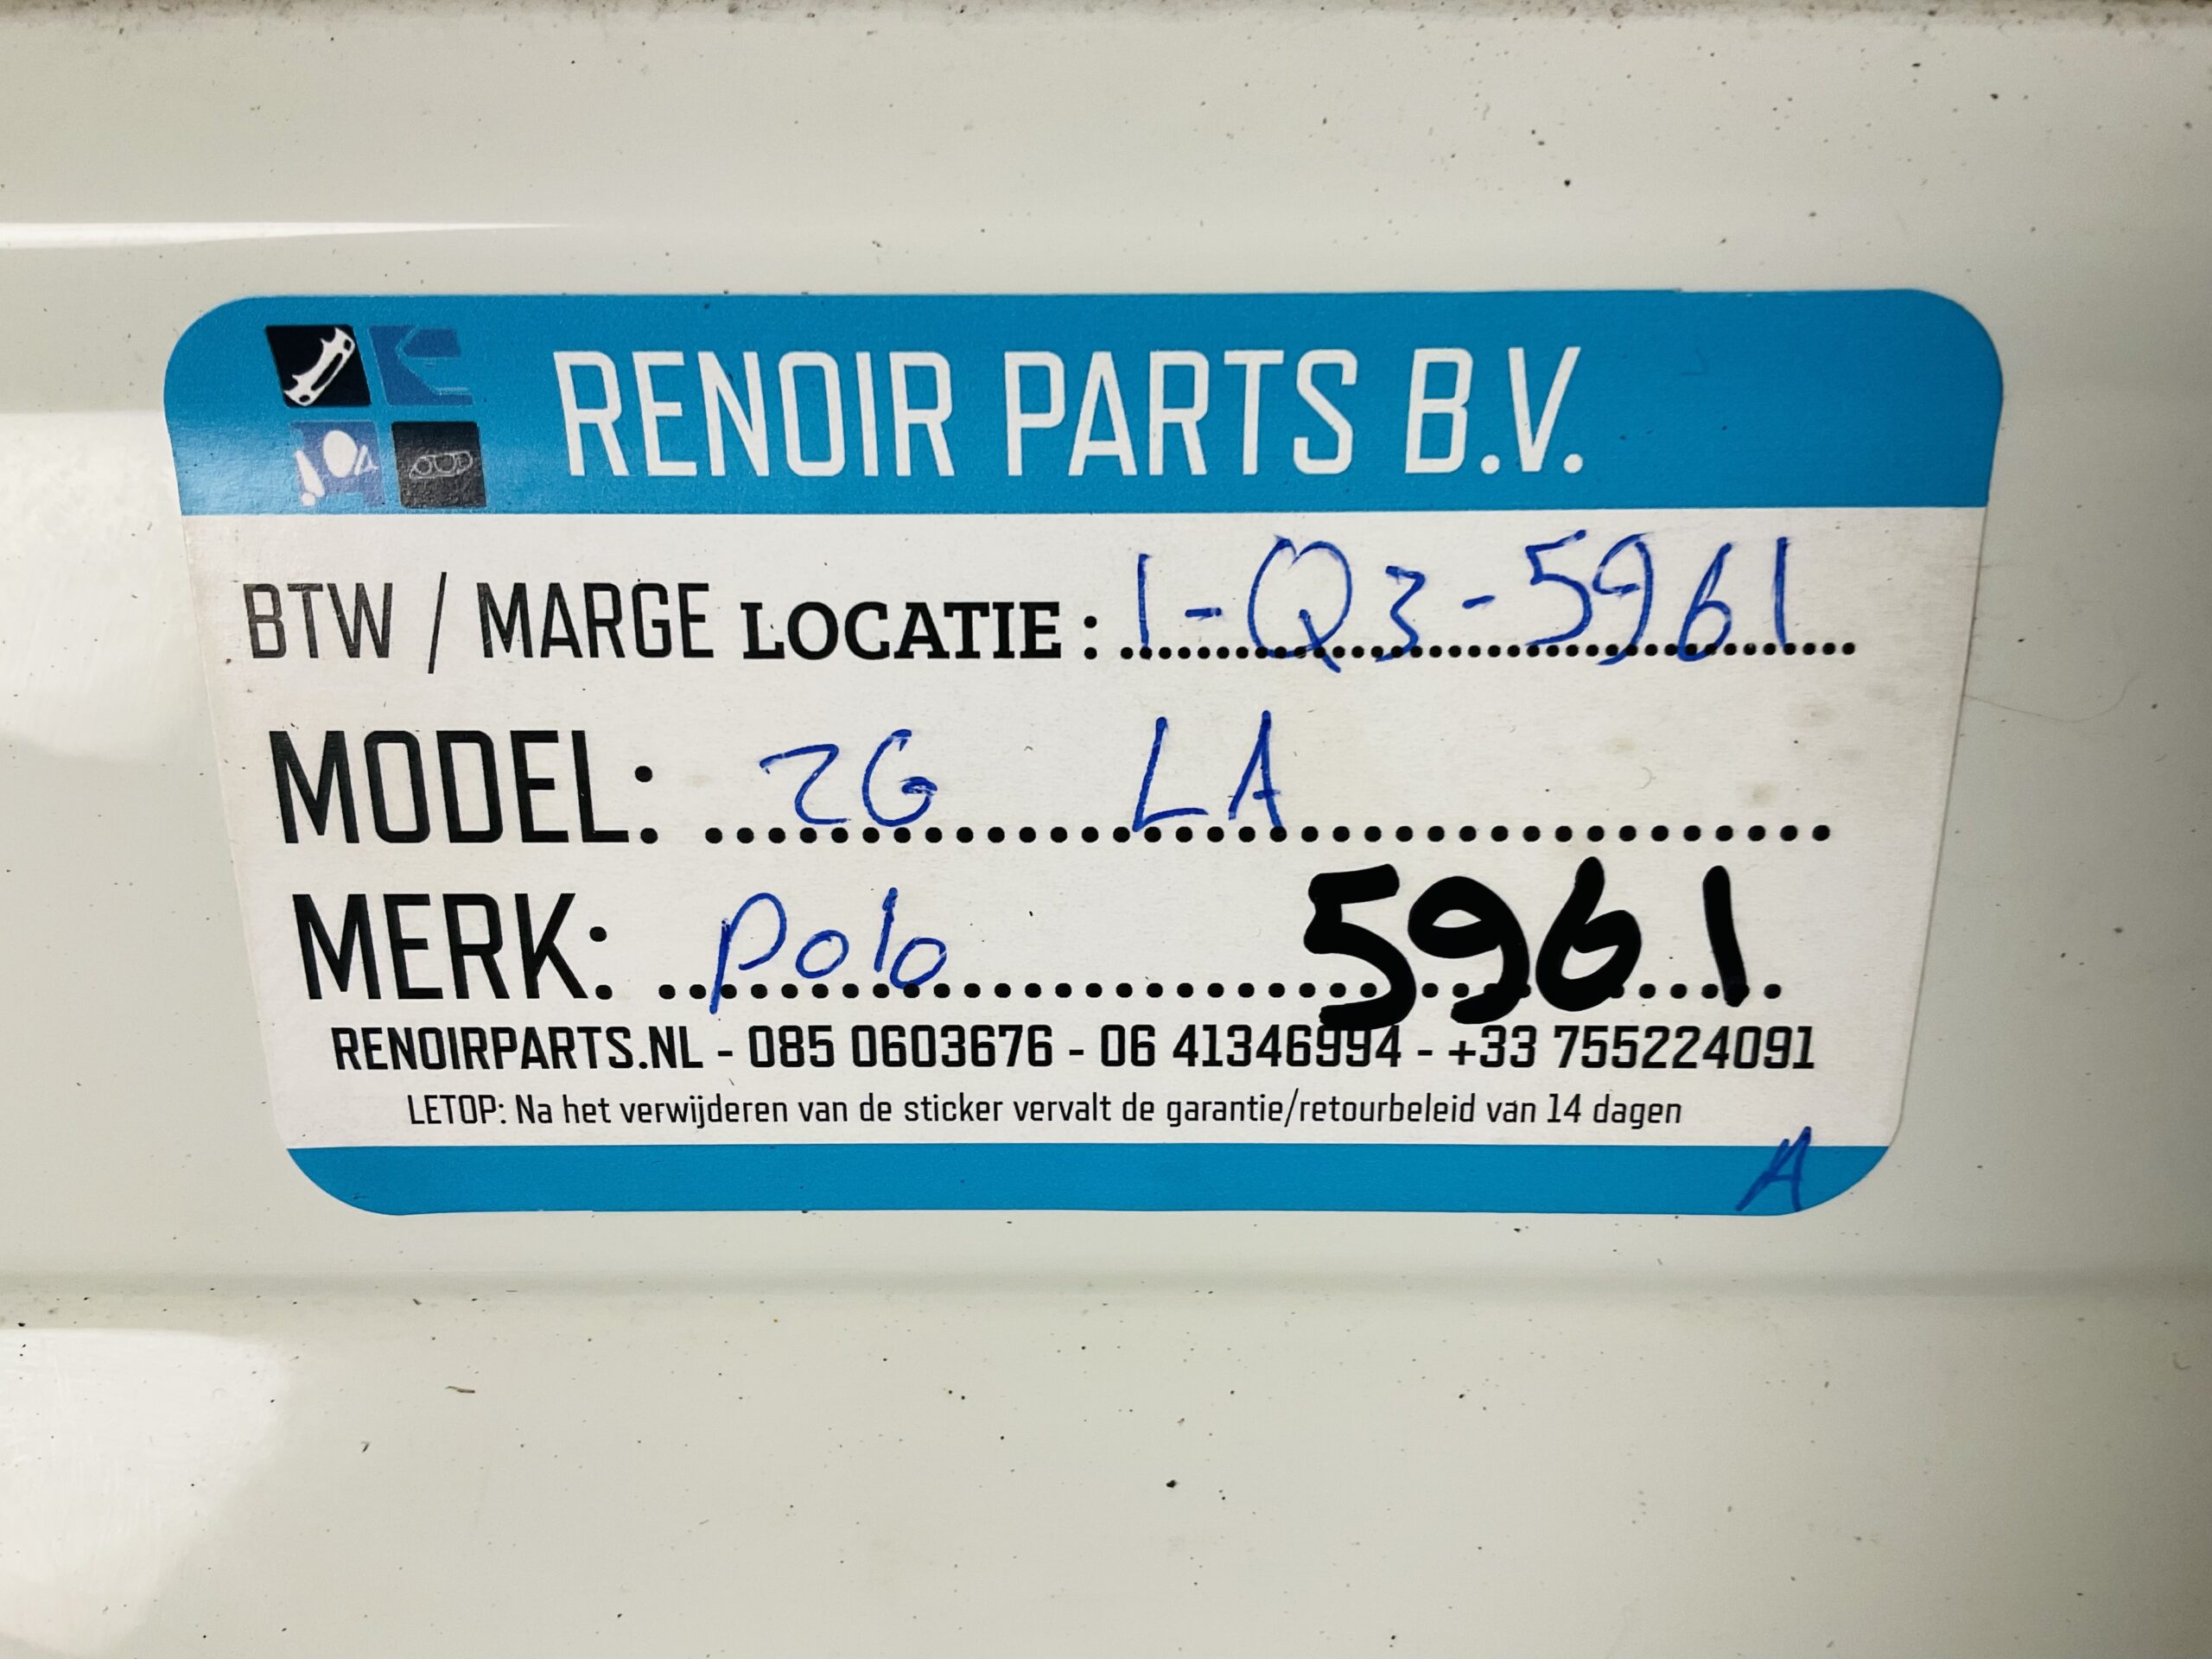 RENOIR PARTS B.V.
BTW / MARGE LOCATIE : 1-Q3-5961
MODEL: 2G LA
MERK: polo 5961
RENOIRPARTS.NL - 085 0603676 - 06 41346994 - +33 755224091
LETOP: Na het verwijderen van de sticker vervalt de garantie/retourbeleid van 14 dagen
A